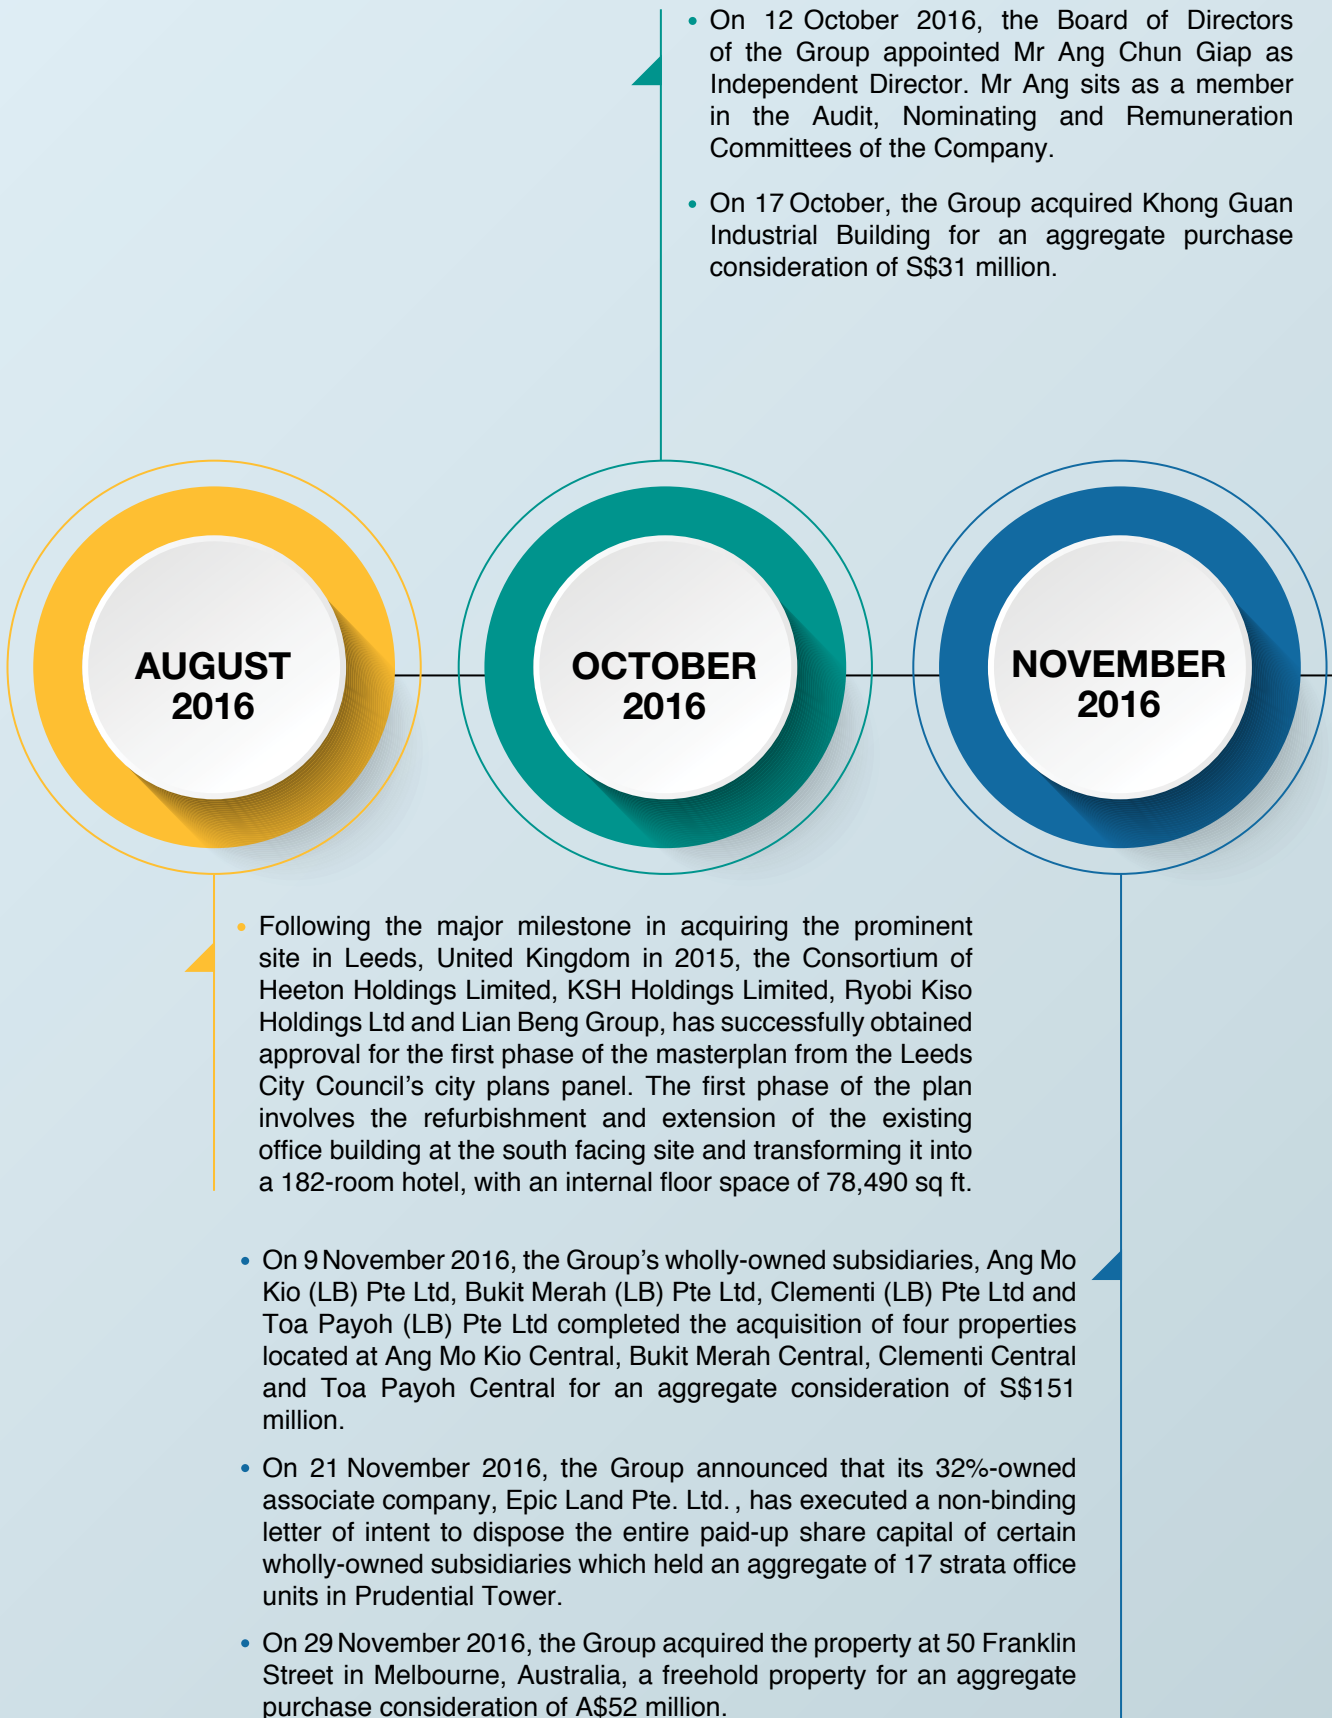 • On 12 October 2016, the Board of Directors
of the Group appointed Mr Ang Chun Giap as
Independent Director. Mr Ang sits as a member
in the Audit, Nominating and Remuneration
Committees of the Company.
• On 17 October, the Group acquired Khong Guan
Industrial Building for an aggregate purchase
consideration of S$31 million.
AUGUST
2016
OCTOBER
2016
NOVEMBER
2016
• Following the major milestone in acquiring the prominent
site in Leeds, United Kingdom in 2015, the Consortium of
Heeton Holdings Limited, KSH Holdings Limited, Ryobi Kiso
Holdings Ltd and Lian Beng Group, has successfully obtained
approval for the first phase of the masterplan from the Leeds
City Council’s city plans panel. The first phase of the plan
involves the refurbishment and extension of the existing
office building at the south facing site and transforming it into
a 182-room hotel, with an internal floor space of 78,490 sq ft.
• On 9 November 2016, the Group’s wholly-owned subsidiaries, Ang Mo
Kio (LB) Pte Ltd, Bukit Merah (LB) Pte Ltd, Clementi (LB) Pte Ltd and
Toa Payoh (LB) Pte Ltd completed the acquisition of four properties
located at Ang Mo Kio Central, Bukit Merah Central, Clementi Central
and Toa Payoh Central for an aggregate consideration of S$151
million.
• On 21 November 2016, the Group announced that its 32%-owned
associate company, Epic Land Pte. Ltd. , has executed a non-binding
letter of intent to dispose the entire paid-up share capital of certain
wholly-owned subsidiaries which held an aggregate of 17 strata office
units in Prudential Tower.
• On 29 November 2016, the Group acquired the property at 50 Franklin
Street in Melbourne, Australia, a freehold property for an aggregate
purchase consideration of A$52 million.